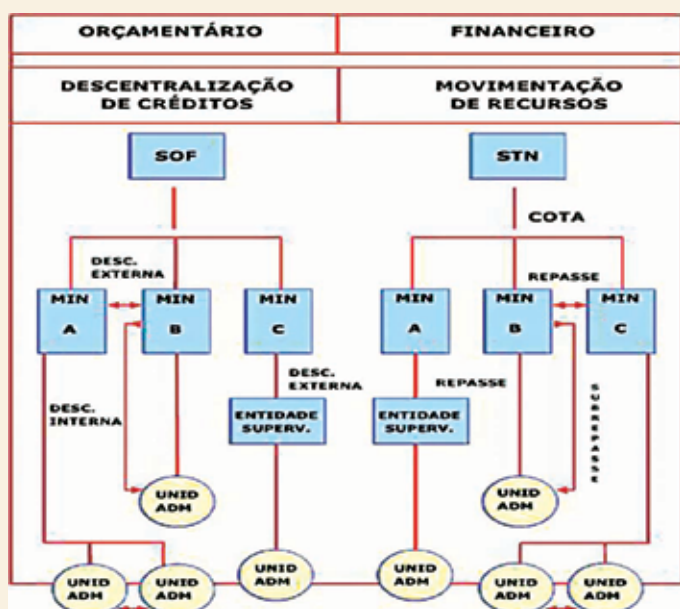 ORÇAMENTÁRIO
FINANCEIRO
DESCENTRALIZAÇÃO
DE CRÉDITOS
MOVIMENTAÇÃO
DE RECURSOS
SOF
STN
COTA
DESC.
EXTERNA
REPASSE
MIN
A
MIN
B
MIN
C
MIN
A
MIN
B
MIN
C
DESC.
EXTERNA
REPASSE
DESC.
INTERNA
ENTIDADE
SUPERV.
ENTIDADE
SUPERV.
SUBREPASSE
UNID
ADM
UNID
ADM
UNID
ADM
UNID
ADM
UNID
ADM
UNID
ADM
UNID
ADM
UNID
ADM